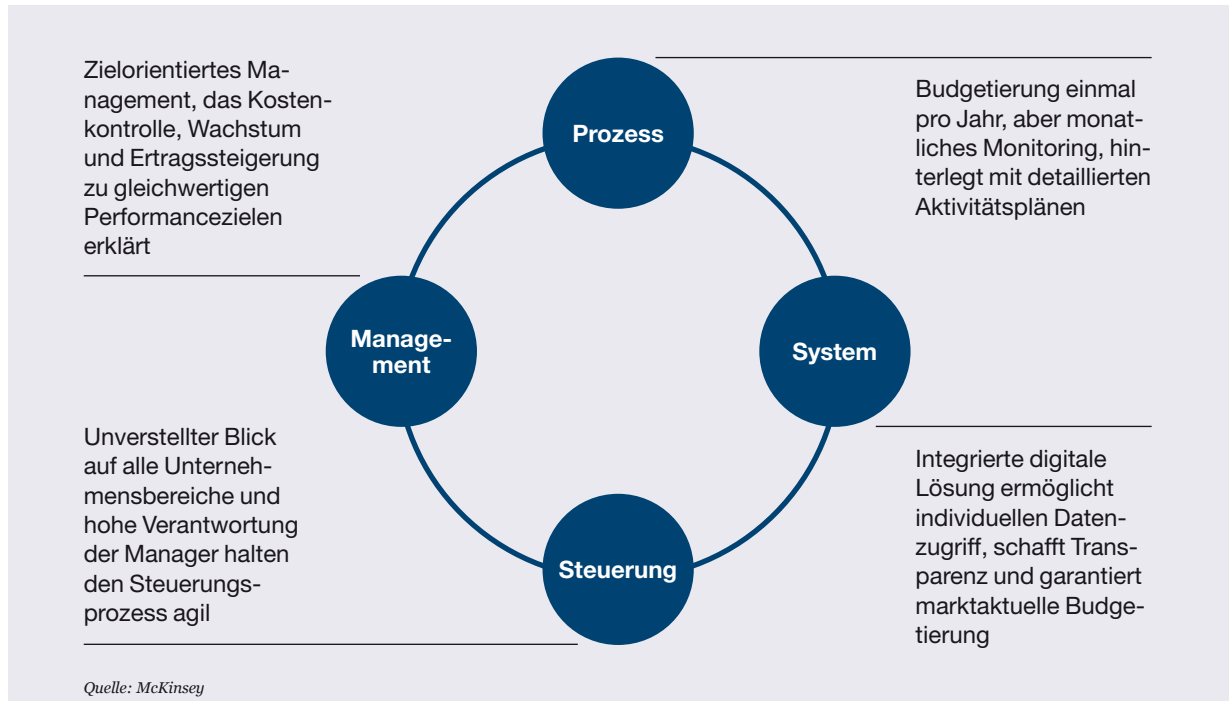 Zielorientiertes Ma-
nagement, das Kosten-
kontrolle, Wachstum
und Ertragssteigerung
zu gleichwertigen
Performancezielen
erklärt
Prozess
Budgetierung einmal
pro Jahr, aber monat-
liches Monitoring, hin-
terlegt mit detaillierten
Aktivitätsplänen
Manage-
ment
System
Unverstellter Blick
auf alle Unterneh-
mensbereiche und
hohe Verantwortung
der Manager halten
den Steuerungs-
prozess agil
Steuerung
Integrierte digitale
Lösung ermöglicht
individuellen Daten-
zugriff, schafft Trans-
parenz und garantiert
marktaktuelle Budge-
tierung
Quelle: McKinsey